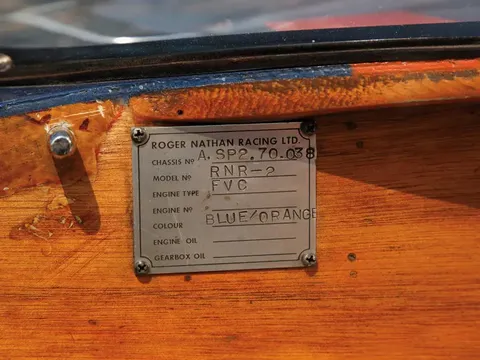 ROGER NATHAN RACING LTD.
CHASSIS Nº A.SP2.70.038
MODEL Nº RNR-2
ENGINE TYPE FVC
ENGINE Nº
COLOUR BLUE/ORANGE
ENGINE OIL
GEARBOX OIL